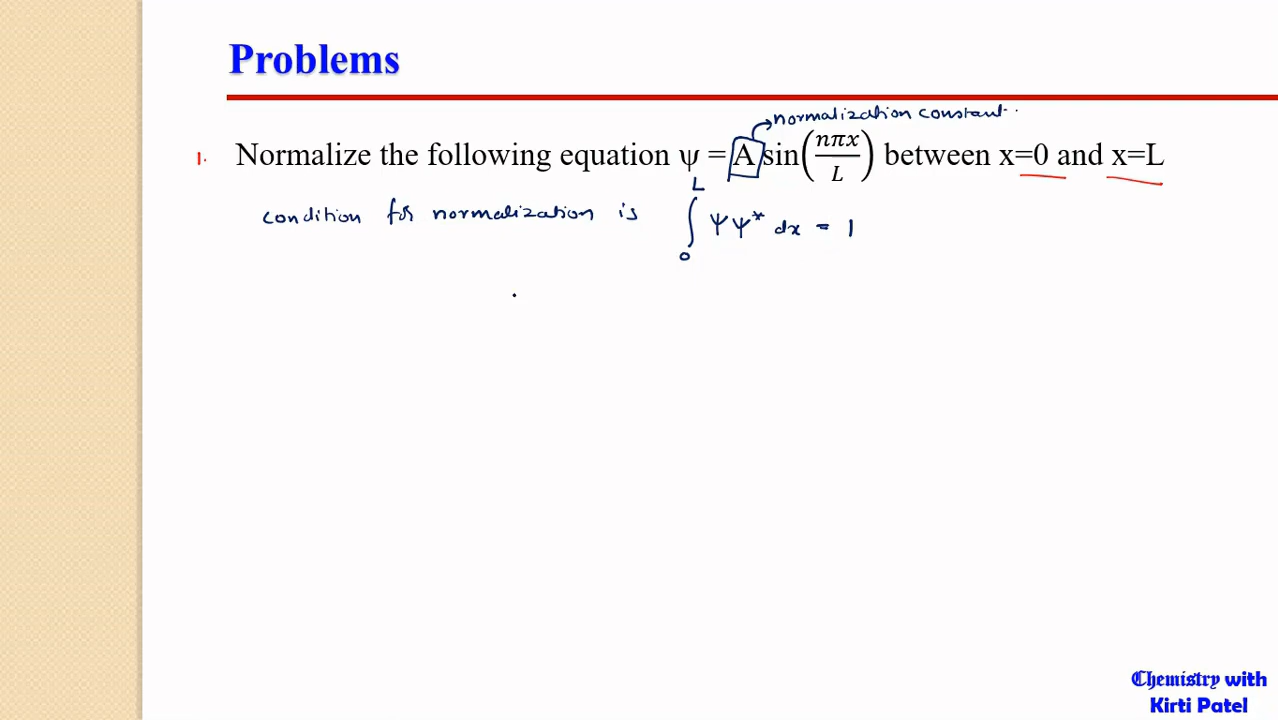 Problems
normalization constant.
1. Normalize the following equation ψ = A sin(nπx/L) between x=0 and x=L
condition for normalization is ∫₀ᴸ ψψ* dx = 1
Chemistry with
Kirti Patel